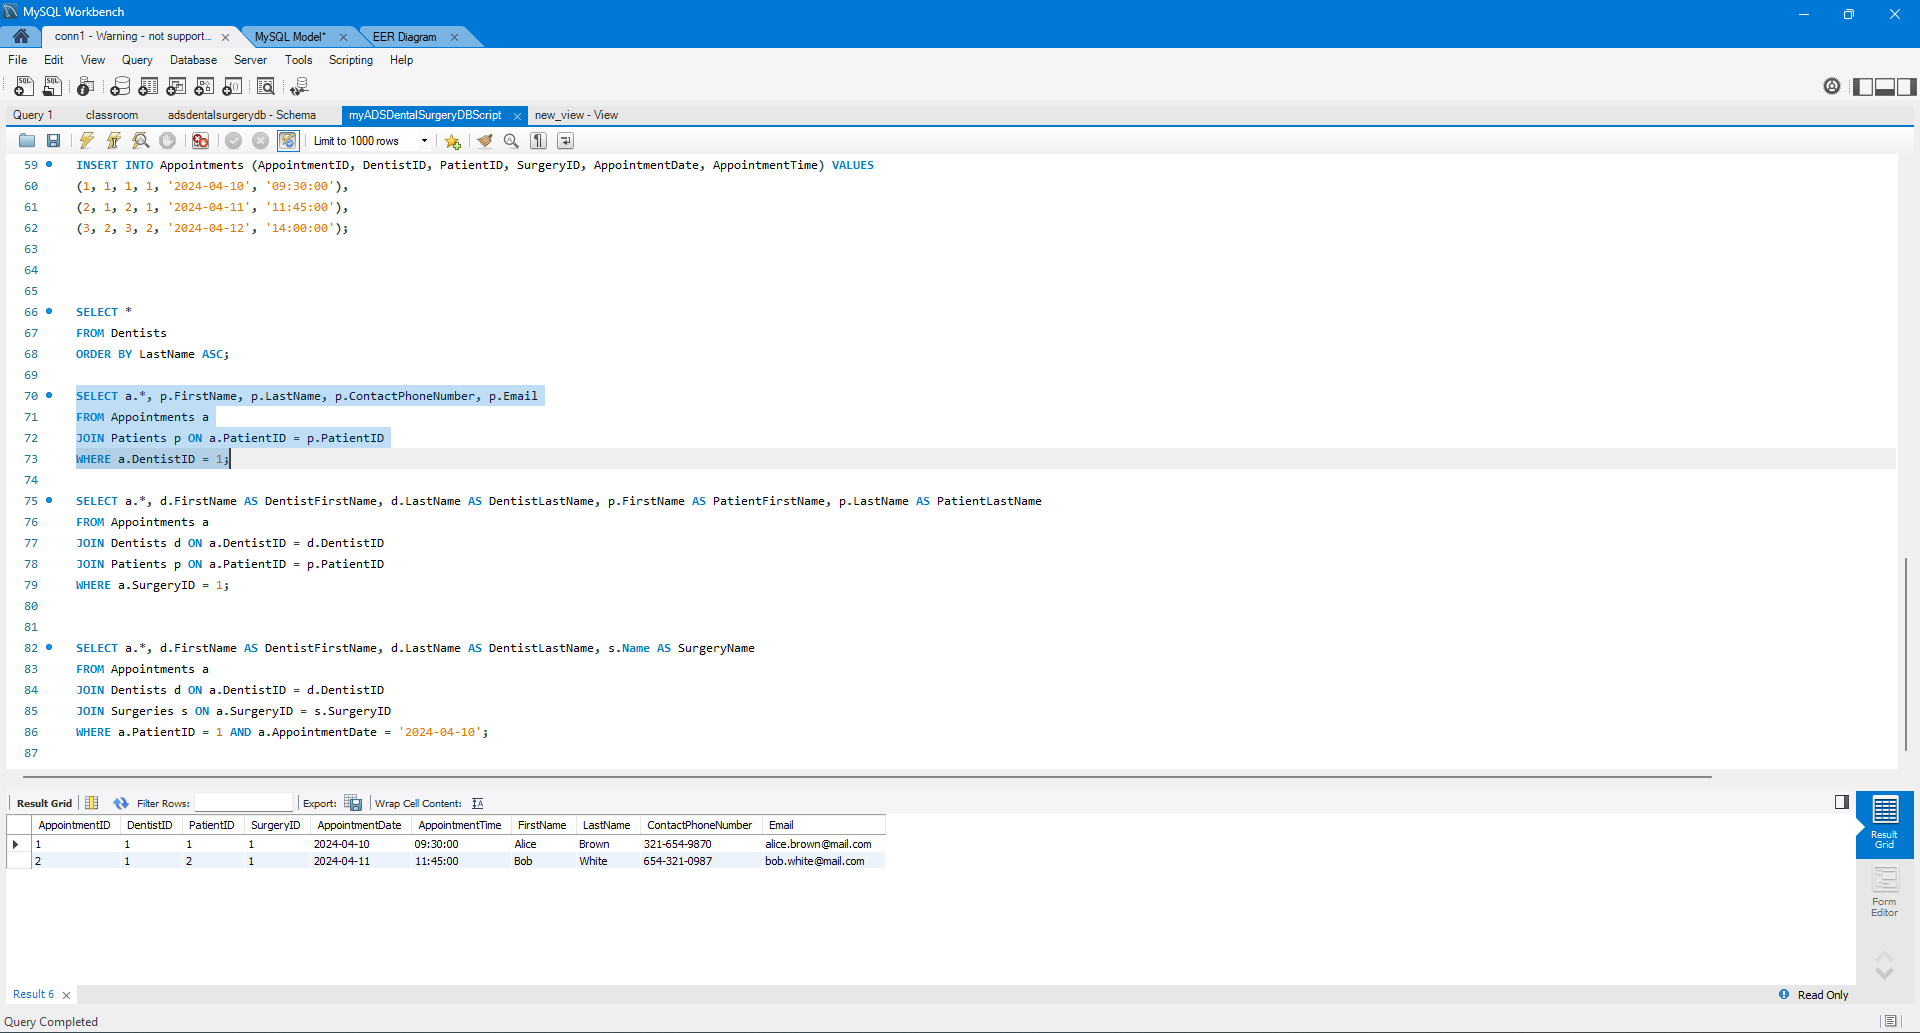 MySQL Workbench
conn1 - Warning - not support... MySQL Model* EER Diagram
File Edit View Query Database Server Tools Scripting Help
Query 1 classroom adsdentalsurgerydb - Schema myADSDentalSurgeryDBScript new_view - View
Limit to 1000 rows
59 INSERT INTO Appointments (AppointmentID, DentistID, PatientID, SurgeryID, AppointmentDate, AppointmentTime) VALUES
60 (1, 1, 1, 1, '2024-04-10', '09:30:00'),
61 (2, 1, 2, 1, '2024-04-11', '11:45:00'),
62 (3, 2, 3, 2, '2024-04-12', '14:00:00');
63
64
65
66 SELECT *
67 FROM Dentists
68 ORDER BY LastName ASC;
69
70 SELECT a.*, p.FirstName, p.LastName, p.ContactPhoneNumber, p.Email
71 FROM Appointments a
72 JOIN Patients p ON a.PatientID = p.PatientID
73 WHERE a.DentistID = 1;
74
75 SELECT a.*, d.FirstName AS DentistFirstName, d.LastName AS DentistLastName, p.FirstName AS PatientFirstName, p.LastName AS PatientLastName
76 FROM Appointments a
77 JOIN Dentists d ON a.DentistID = d.DentistID
78 JOIN Patients p ON a.PatientID = p.PatientID
79 WHERE a.SurgeryID = 1;
80
81
82 SELECT a.*, d.FirstName AS DentistFirstName, d.LastName AS DentistLastName, s.Name AS SurgeryName
83 FROM Appointments a
84 JOIN Dentists d ON a.DentistID = d.DentistID
85 JOIN Surgeries s ON a.SurgeryID = s.SurgeryID
86 WHERE a.PatientID = 1 AND a.AppointmentDate = '2024-04-10';
87
Result Grid Filter Rows: Export: Wrap Cell Content:
AppointmentID DentistID PatientID SurgeryID AppointmentDate AppointmentTime FirstName LastName ContactPhoneNumber Email
1 1 1 1 2024-04-10 09:30:00 Alice Brown 321-654-9870 alice.brown@mail.com
2 1 2 1 2024-04-11 11:45:00 Bob White 654-321-0987 bob.white@mail.com
Result
Grid
Form
Editor
Result 6 Read Only
Query Completed